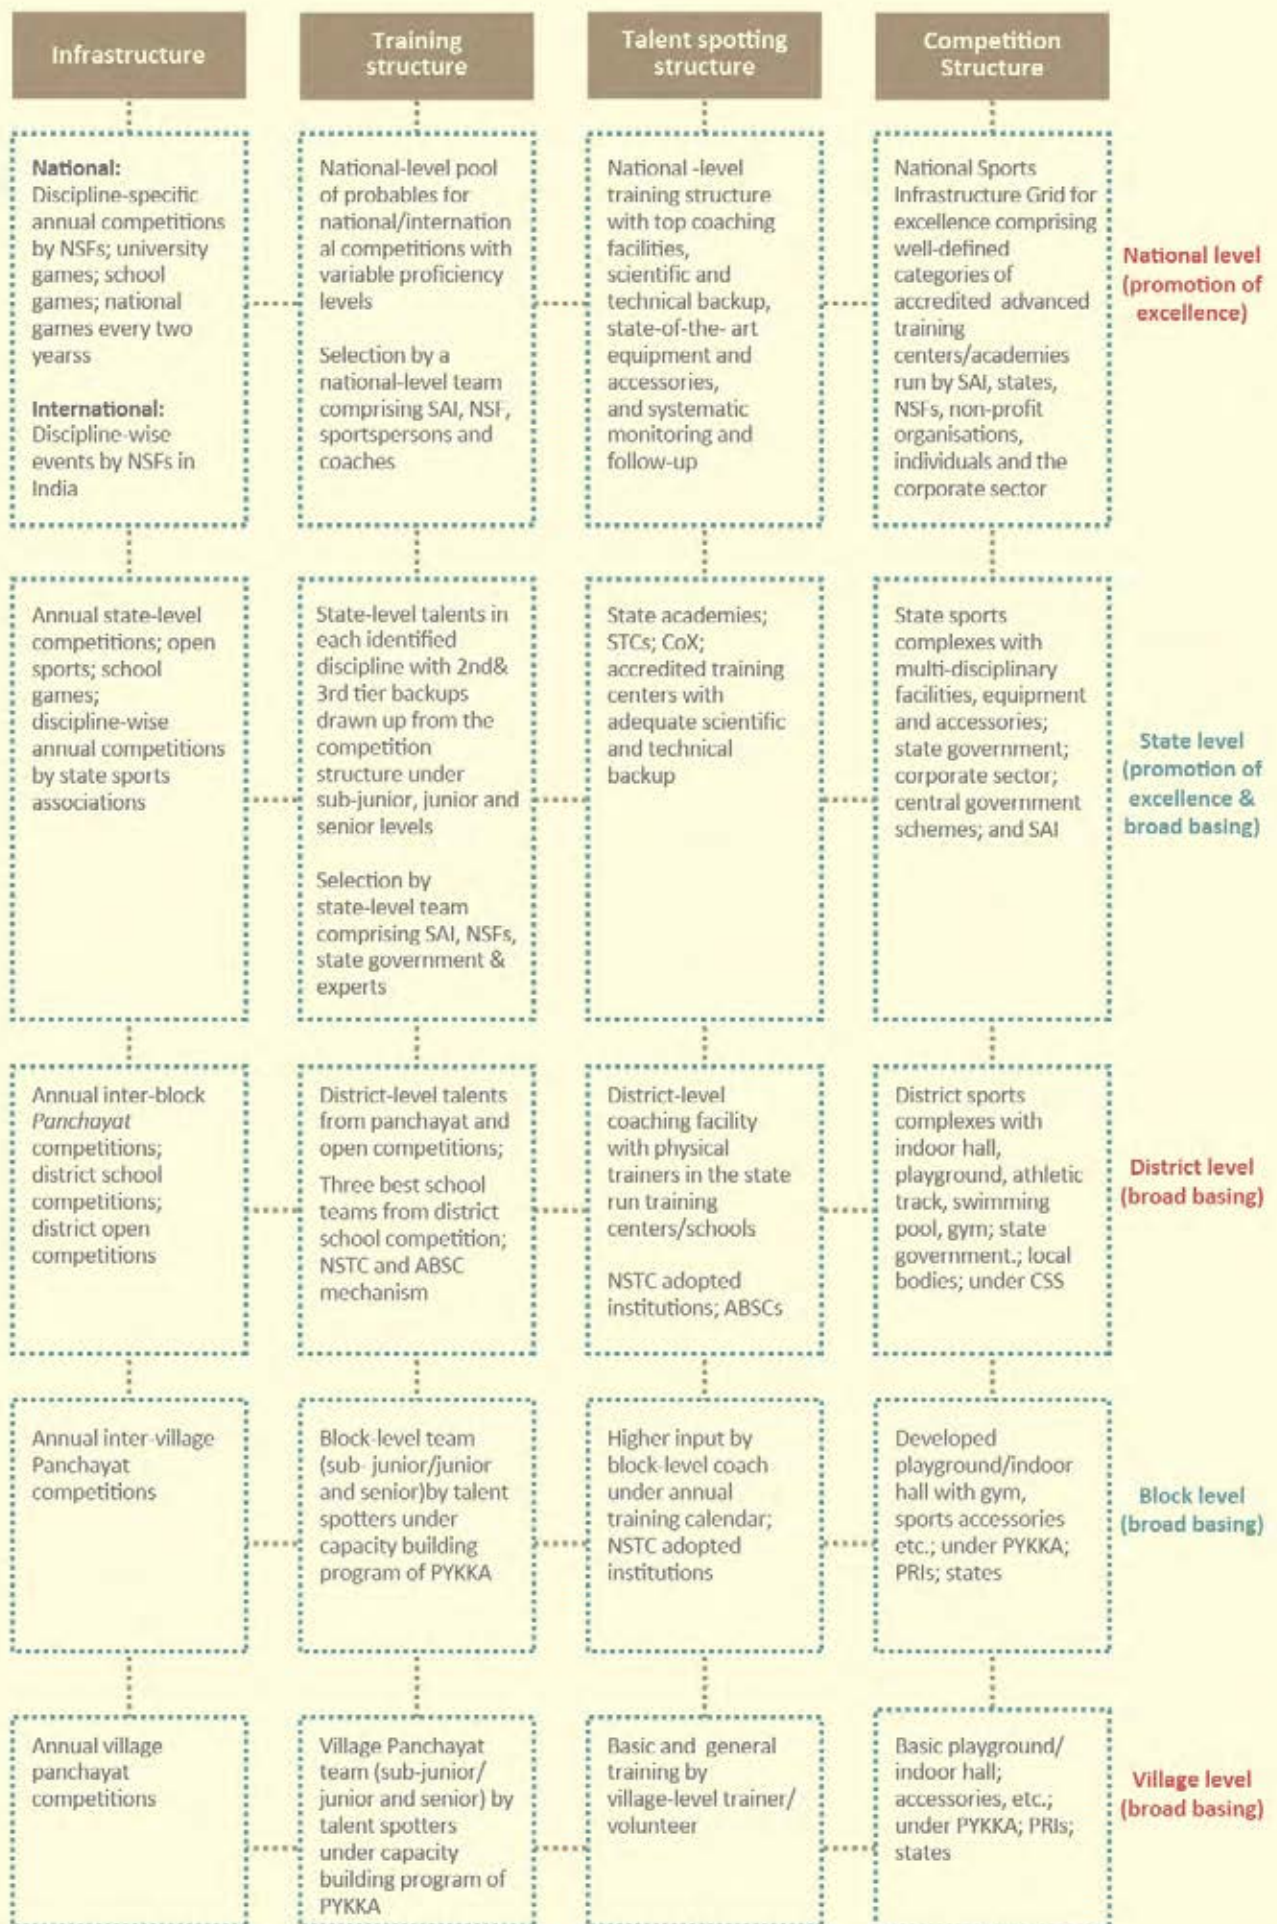 Infrastructure
Training
structure
Talent spotting
structure
Competition
Structure
National:
Discipline-specific
annual competitions
by NSFs; university
games; school
games; national
games every two
yearss
International:
Discipline-wise
events by NSFs in
India
National-level pool
of probables for
national/internation
al competitions with
variable proficiency
levels
Selection by a
national-level team
comprising SAI, NSF,
sportspersons and
coaches
National -level
training structure
with top coaching
facilities,
scientific and
technical backup,
state-of-the- art
equipment and
accessories,
and systematic
monitoring and
follow-up
National Sports
Infrastructure Grid for
excellence comprising
well-defined
categories of
accredited advanced
training
centers/academies
run by SAI, states,
NSFs, non-profit
organisations,
individuals and the
corporate sector
National level
(promotion of
excellence)
Annual state-level
competitions; open
sports; school
games;
discipline-wise
annual competitions
by state sports
associations
State-level talents in
each identified
discipline with 2nd&
3rd tier backups
drawn up from the
competition
structure under
sub-junior, junior and
senior levels
Selection by
state-level team
comprising SAI, NSFs,
state government &
experts
State academies;
STCs; CoX;
accredited training
centers with
adequate scientific
and technical
backup
State sports
complexes with
multi-disciplinary
facilities, equipment
and accessories;
state government;
corporate sector;
central government
schemes; and SAI
State level
(promotion of
excellence &
broad basing)
Annual inter-block
Panchayat
competitions;
district school
competitions;
district open
competitions
District-level talents
from panchayat and
open competitions;
Three best school
teams from district
school competition;
NSTC and ABSC
mechanism
District-level
coaching facility
with physical
trainers in the state
run training
centers/schools
NSTC adopted
institutions; ABSCs
District sports
complexes with
indoor hall,
playground, athletic
track, swimming
pool, gym; state
government.; local
bodies; under CSS
District level
(broad basing)
Annual inter-village
Panchayat
competitions
Block-level team
(sub- junior/junior
and senior)by talent
spotters under
capacity building
program of PYKKA
Higher input by
block-level coach
under annual
training calendar;
NSTC adopted
institutions
Developed
playground/indoor
hall with gym,
sports accessories
etc.; under PYKKA;
PRIs; states
Block level
(broad basing)
Annual village
panchayat
competitions
Village Panchayat
team (sub-junior/
junior and senior) by
talent spotters
under capacity
building program of
PYKKA
Basic and general
training by
village-level trainer/
volunteer
Basic playground/
indoor hall;
accessories, etc.;
under PYKKA; PRIs;
states
Village level
(broad basing)